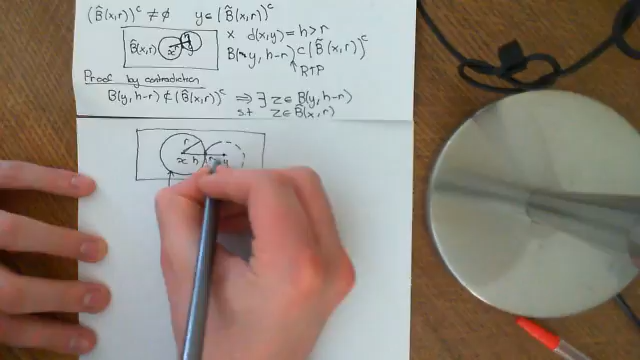 (B̃(x,r))ᶜ ≠ ∅ y∈(B̃(x,r))ᶜ
B̃(x,r) x h y
x d(x,y) = h > r
B(y, h-r) ⊂ (B̃(x,r))ᶜ
↑ RTP
Proof by contradiction
B(y, h-r) ⊄ (B̃(x,r))ᶜ ⇒ ∃ z ∈ B(y, h-r)
s.t z ∈ B̃(x,r)
r
x h r y